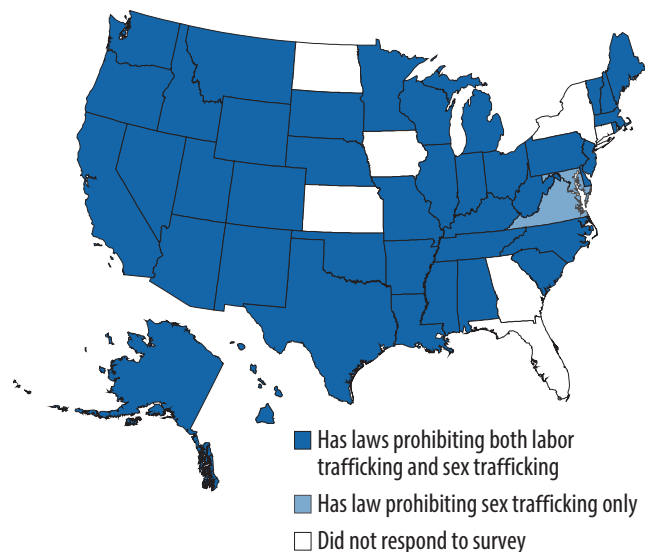 Has laws prohibiting both labor
trafficking and sex trafficking
Has law prohibiting sex trafficking only
Did not respond to survey